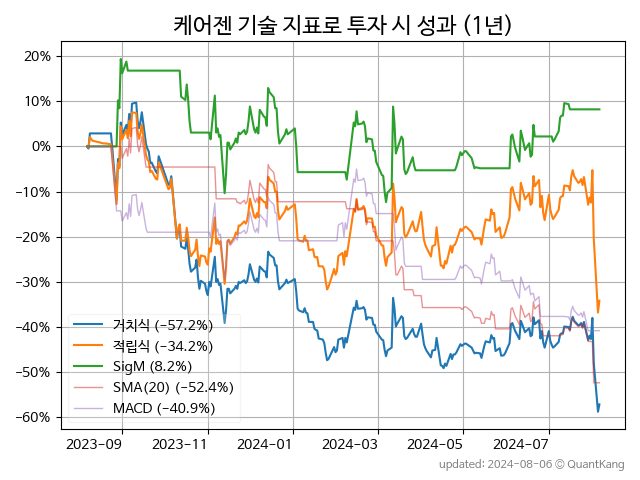 케어젠 기술 지표로 투자 시 성과 (1년)
20%
10%
0%
−10%
−20%
−30%
−40%
−50%
−60%
거치식 (−57.2%)
적립식 (−34.2%)
SigM (8.2%)
SMA(20) (−52.4%)
MACD (−40.9%)
2023-09 2023-11 2024-01 2024-03 2024-05 2024-07
updated: 2024-08-06 © QuantKang